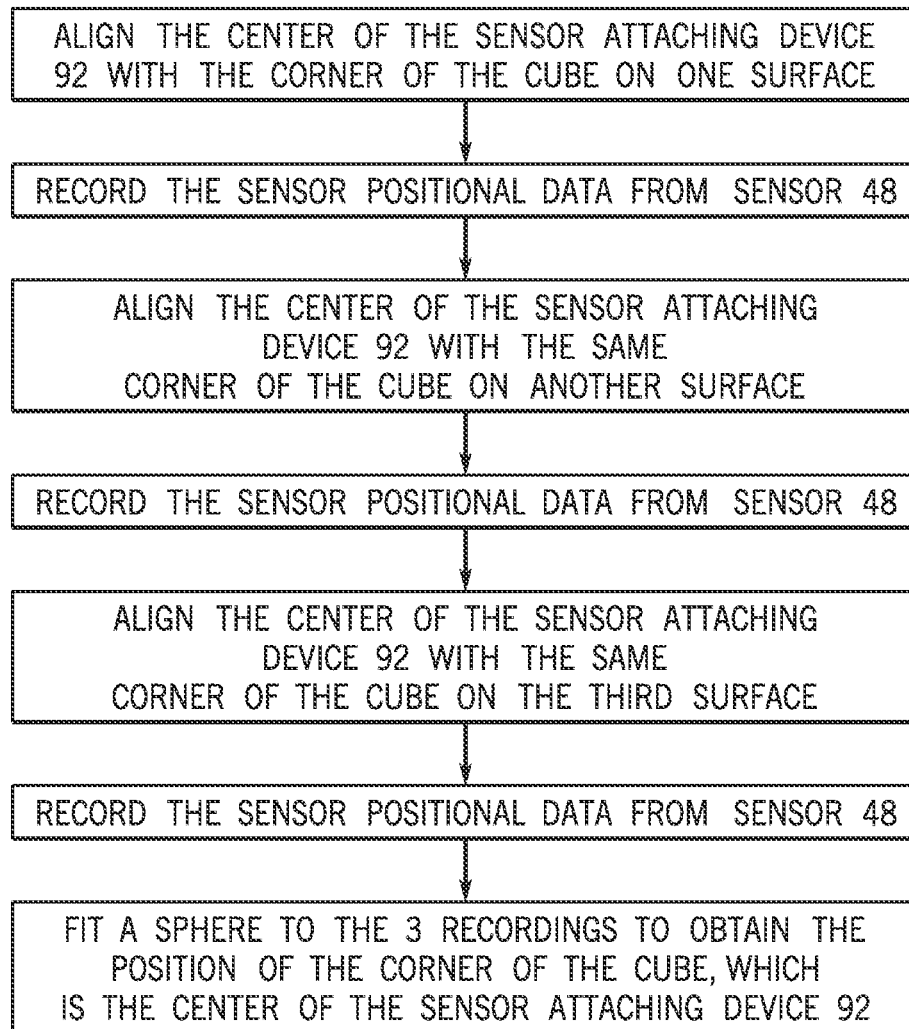 ALIGN THE CENTER OF THE SENSOR ATTACHING DEVICE
92 WITH THE CORNER OF THE CUBE ON ONE SURFACE
RECORD THE SENSOR POSITIONAL DATA FROM SENSOR 48
ALIGN THE CENTER OF THE SENSOR ATTACHING
DEVICE 92 WITH THE SAME
CORNER OF THE CUBE ON ANOTHER SURFACE
RECORD THE SENSOR POSITIONAL DATA FROM SENSOR 48
ALIGN THE CENTER OF THE SENSOR ATTACHING
DEVICE 92 WITH THE SAME
CORNER OF THE CUBE ON THE THIRD SURFACE
RECORD THE SENSOR POSITIONAL DATA FROM SENSOR 48
FIT A SPHERE TO THE 3 RECORDINGS TO OBTAIN THE
POSITION OF THE CORNER OF THE CUBE, WHICH
IS THE CENTER OF THE SENSOR ATTACHING DEVICE 92